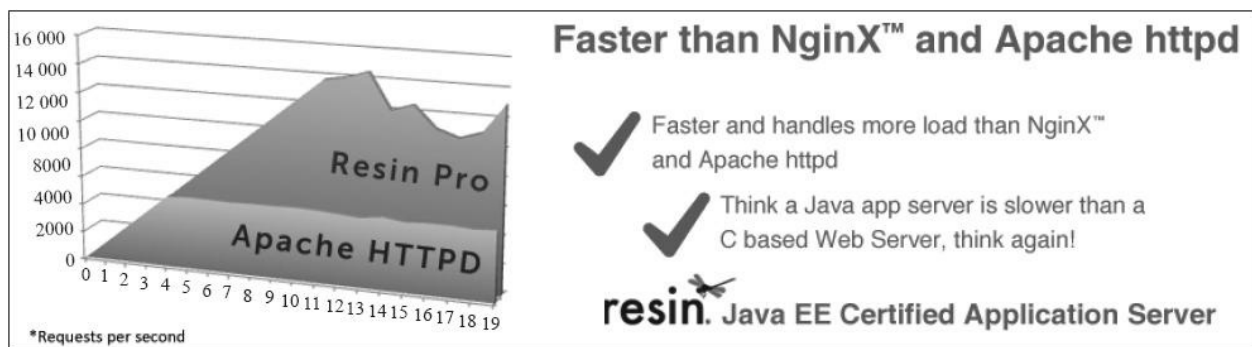 16 000
14 000
12 000
10 000
8000
6000
4000
2000
0
0 1 2 3 4 5 6 7 8 9 10 11 12 13 14 15 16 17 18 19
Resin Pro
Apache HTTPD
*Requests per second
Faster than NginX™ and Apache httpd
Faster and handles more load than NginX™
and Apache httpd
Think a Java app server is slower than a
C based Web Server, think again!
resin. Java EE Certified Application Server